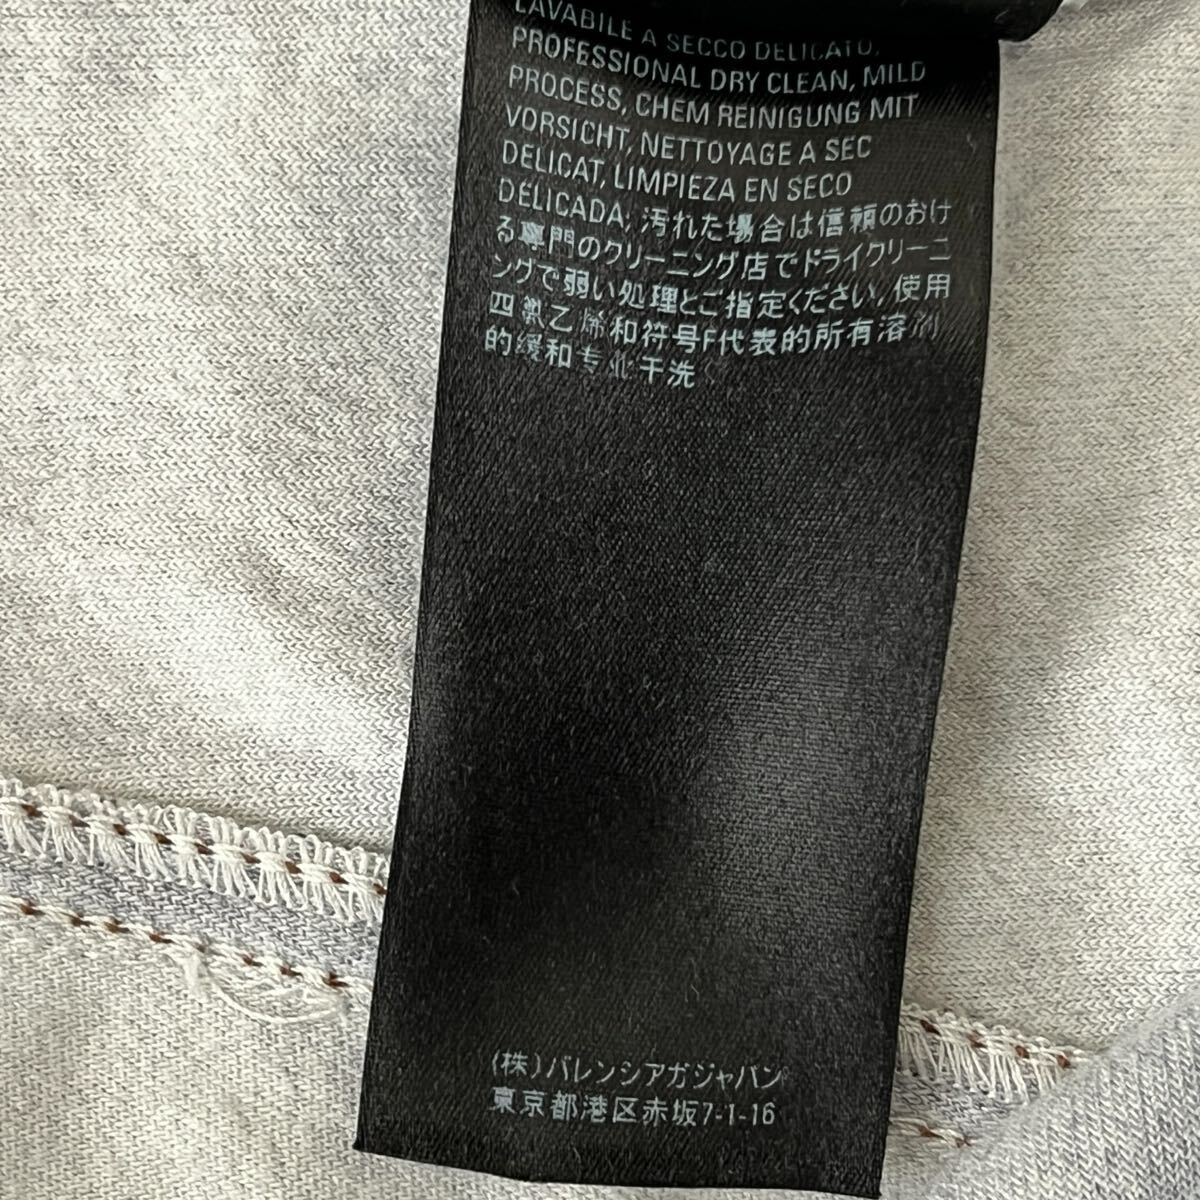 LAVABILE A SECCO DELICATO,
PROFESSIONAL DRY CLEAN, MILD
PROCESS, CHEM REINIGUNG MIT
VORSICHT, NETTOYAGE A SEC
DELICAT, LIMPIEZA EN SECO
DELICADA, 汚れた場合は信頼のおけ
る専門のクリーニング店でドライクリーニ
ングで弱い処理とご指定ください, 使用
四氯乙烯和符号F代表的所有溶剂
的缓和专业干洗
(株)バレンシアガジャパン
東京都港区赤坂7-1-16